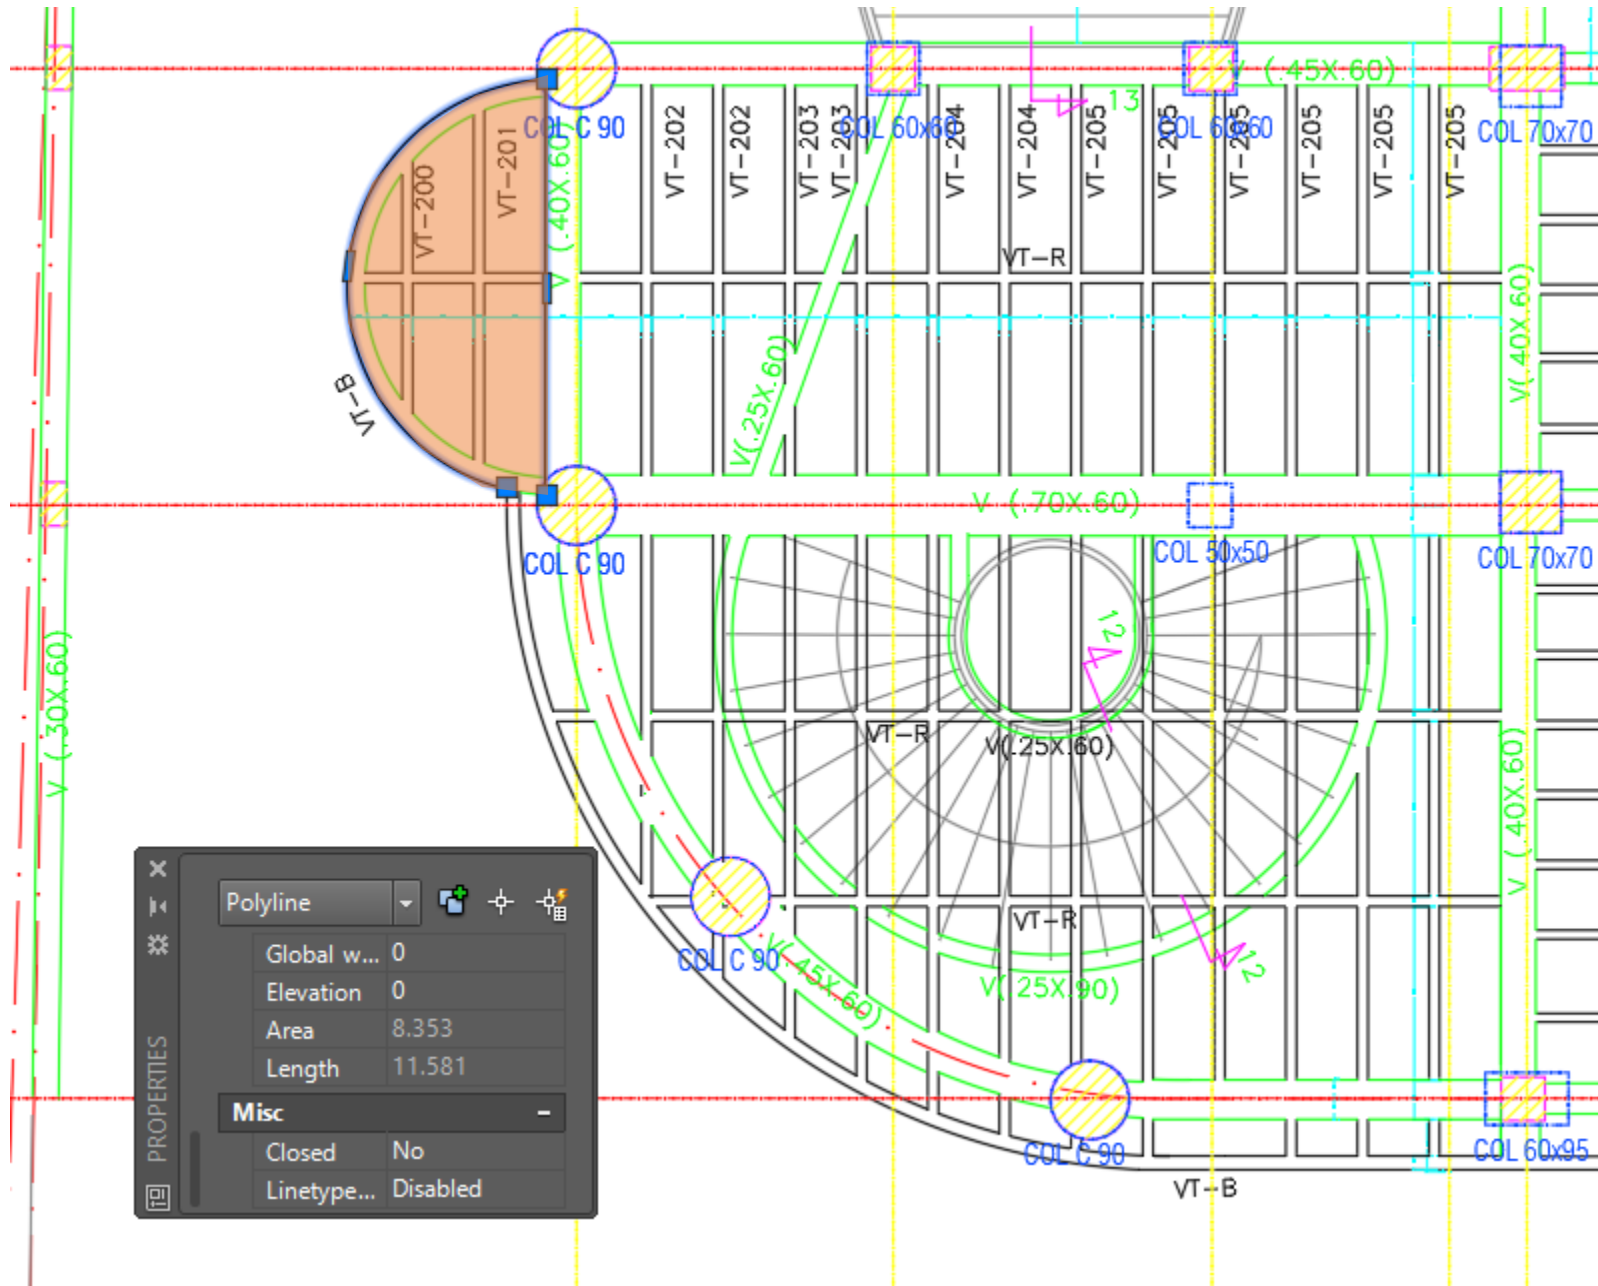 V (.45X.60)
13
COL C 90
COL 60x60
COL 60x60
COL 70x70
VT-200
VT-201
V (.40X.60)
VT-202
VT-202
VT-203
VT-203
VT-204
VT-204
VT-205
VT-205
VT-205
VT-205
VT-205
VT-205
VT-R
V(.40X.60)
V(.25X.60)
VT-B
V (.70X.60)
COL C 90
COL 50x50
COL 70x70
12
V (.30X.60)
VT-R
V(.25X.60)
V (.40X.60)
VT-R
COL C 90
V(.45X.60)
V(.25X.90)
12
COL C 90
COL 60x95
VT-B
Polyline
Global w... 0
Elevation 0
Area 8.353
Length 11.581
Misc
Closed No
Linetype... Disabled
PROPERTIES